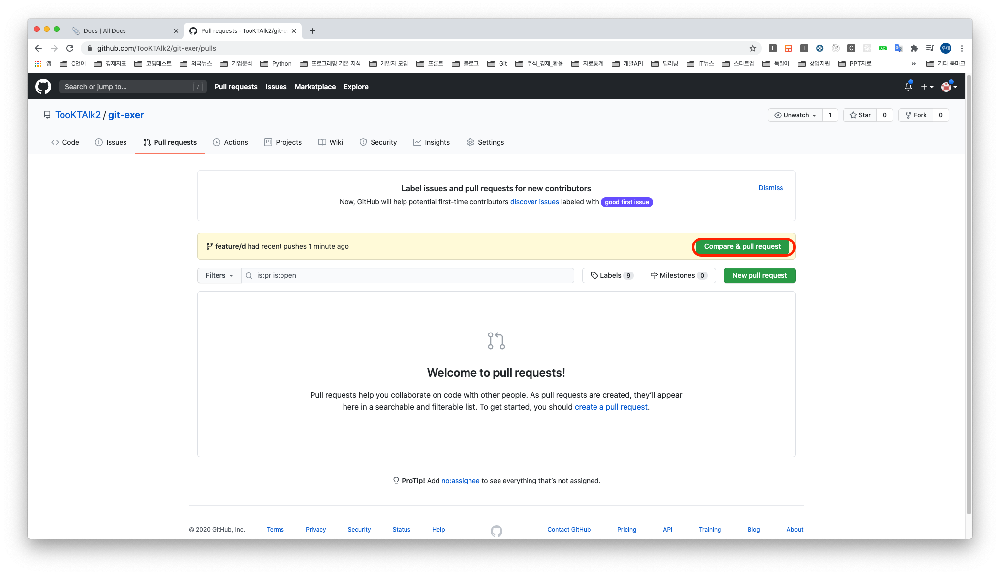 Docs | All Docs
Pull requests · TooKTAlk2/git-e
github.com/TooKTAlk2/git-exer/pulls
우태
앱 C언어 경제지표 코딩테스트 외국뉴스 기업분석 Python 프로그래밍 기본 지식 개발자 모임 프론트 블로그 Git 주식_경제_환율 자료통계 개발API 딥러닝 IT뉴스 스타트업 독일어 창업지원 PPT자료 » 기타 북마크
Search or jump to... / Pull requests Issues Marketplace Explore
TooKTAlk2 / git-exer Unwatch 1 Star 0 Fork 0
Code Issues Pull requests Actions Projects Wiki Security Insights Settings
Label issues and pull requests for new contributors
Dismiss
Now, GitHub will help potential first-time contributors discover issues labeled with good first issue
feature/d had recent pushes 1 minute ago Compare & pull request
Filters is:pr is:open Labels 9 Milestones 0 New pull request
Welcome to pull requests!
Pull requests help you collaborate on code with other people. As pull requests are created, they’ll appear
here in a searchable and filterable list. To get started, you should create a pull request.
ProTip! Add no:assignee to see everything that’s not assigned.
© 2020 GitHub, Inc. Terms Privacy Security Status Help Contact GitHub Pricing API Training Blog About